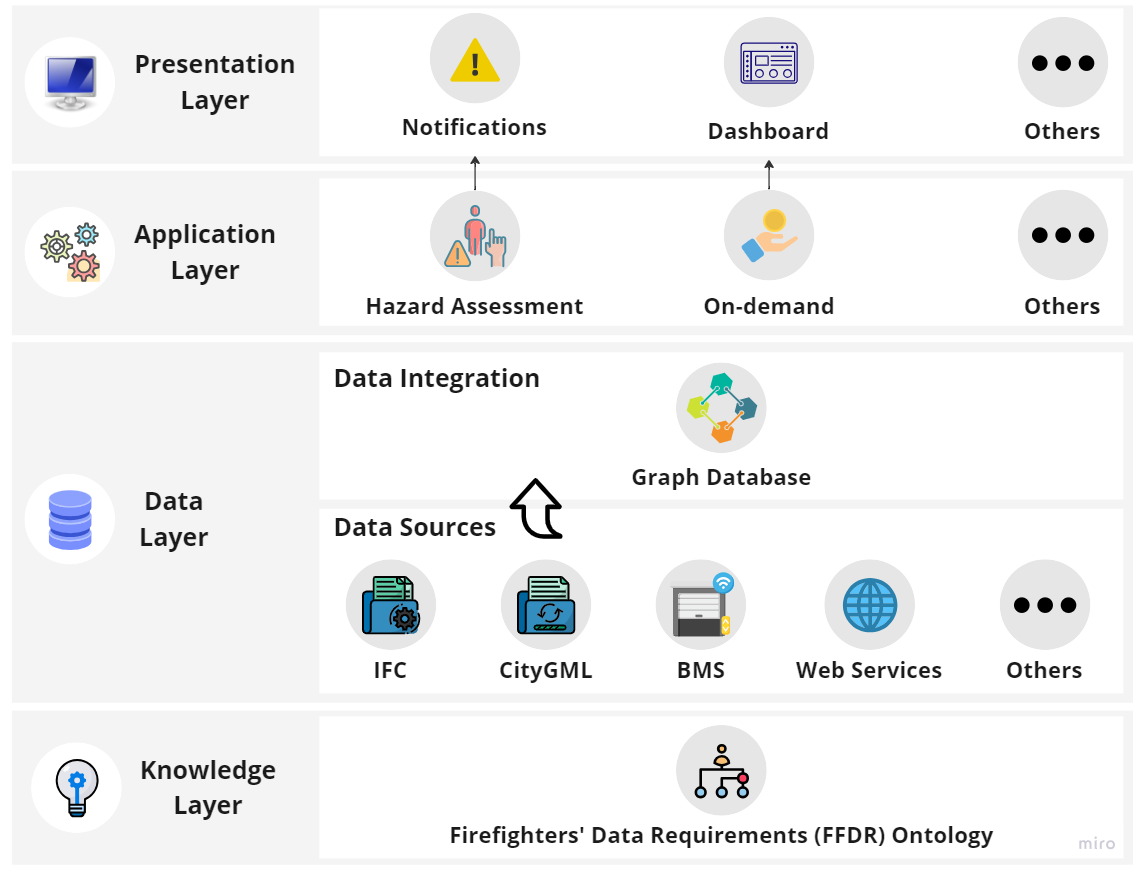 Presentation
Layer
Notifications
Dashboard
Others
Application
Layer
Hazard Assessment
On-demand
Others
Data
Layer
Data Integration
Graph Database
Data Sources
IFC
CityGML
BMS
Web Services
Others
Knowledge
Layer
Firefighters' Data Requirements (FFDR) Ontology
miro